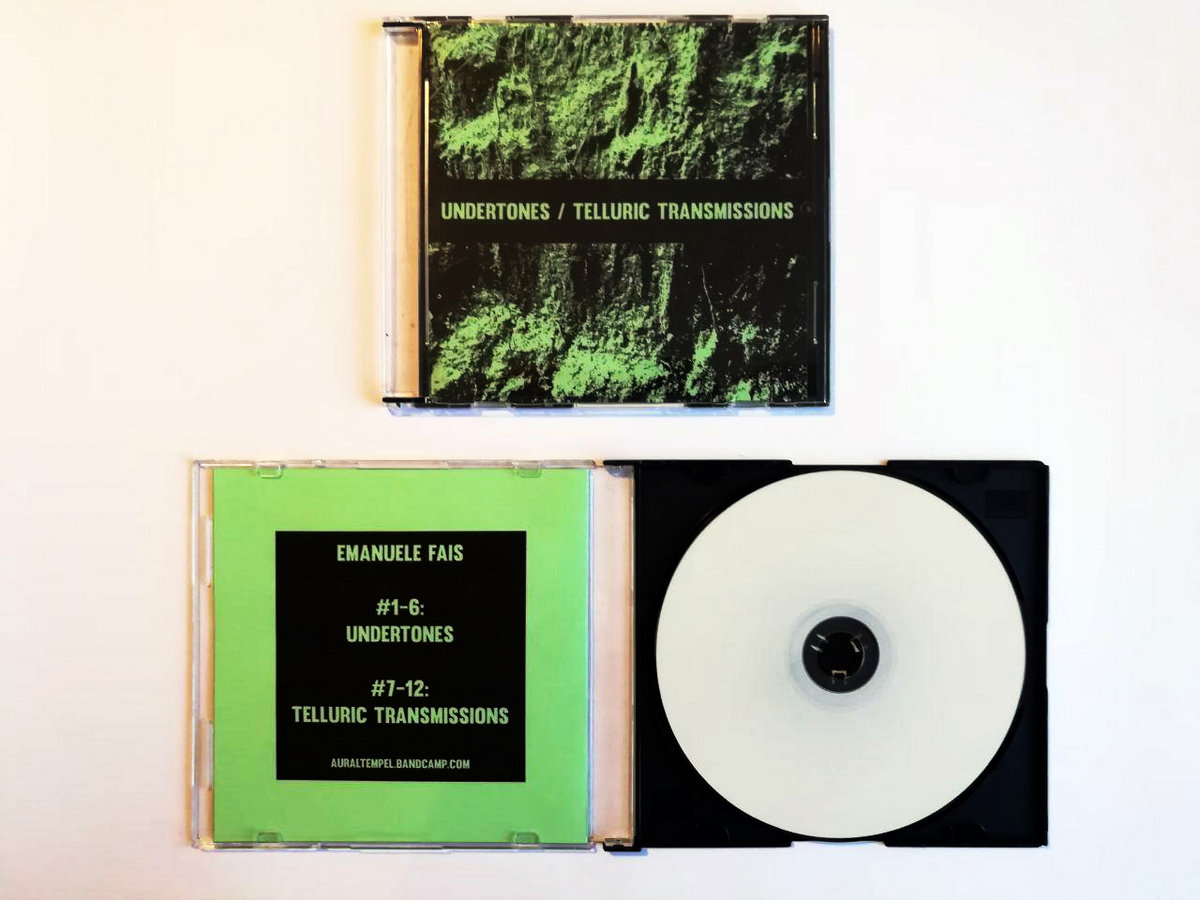 UNDERTONES / TELLURIC TRANSMISSIONS
EMANUELE FAIS
#1-6:
UNDERTONES
#7-12:
TELLURIC TRANSMISSIONS
AURALTEMPEL.BANDCAMP.COM